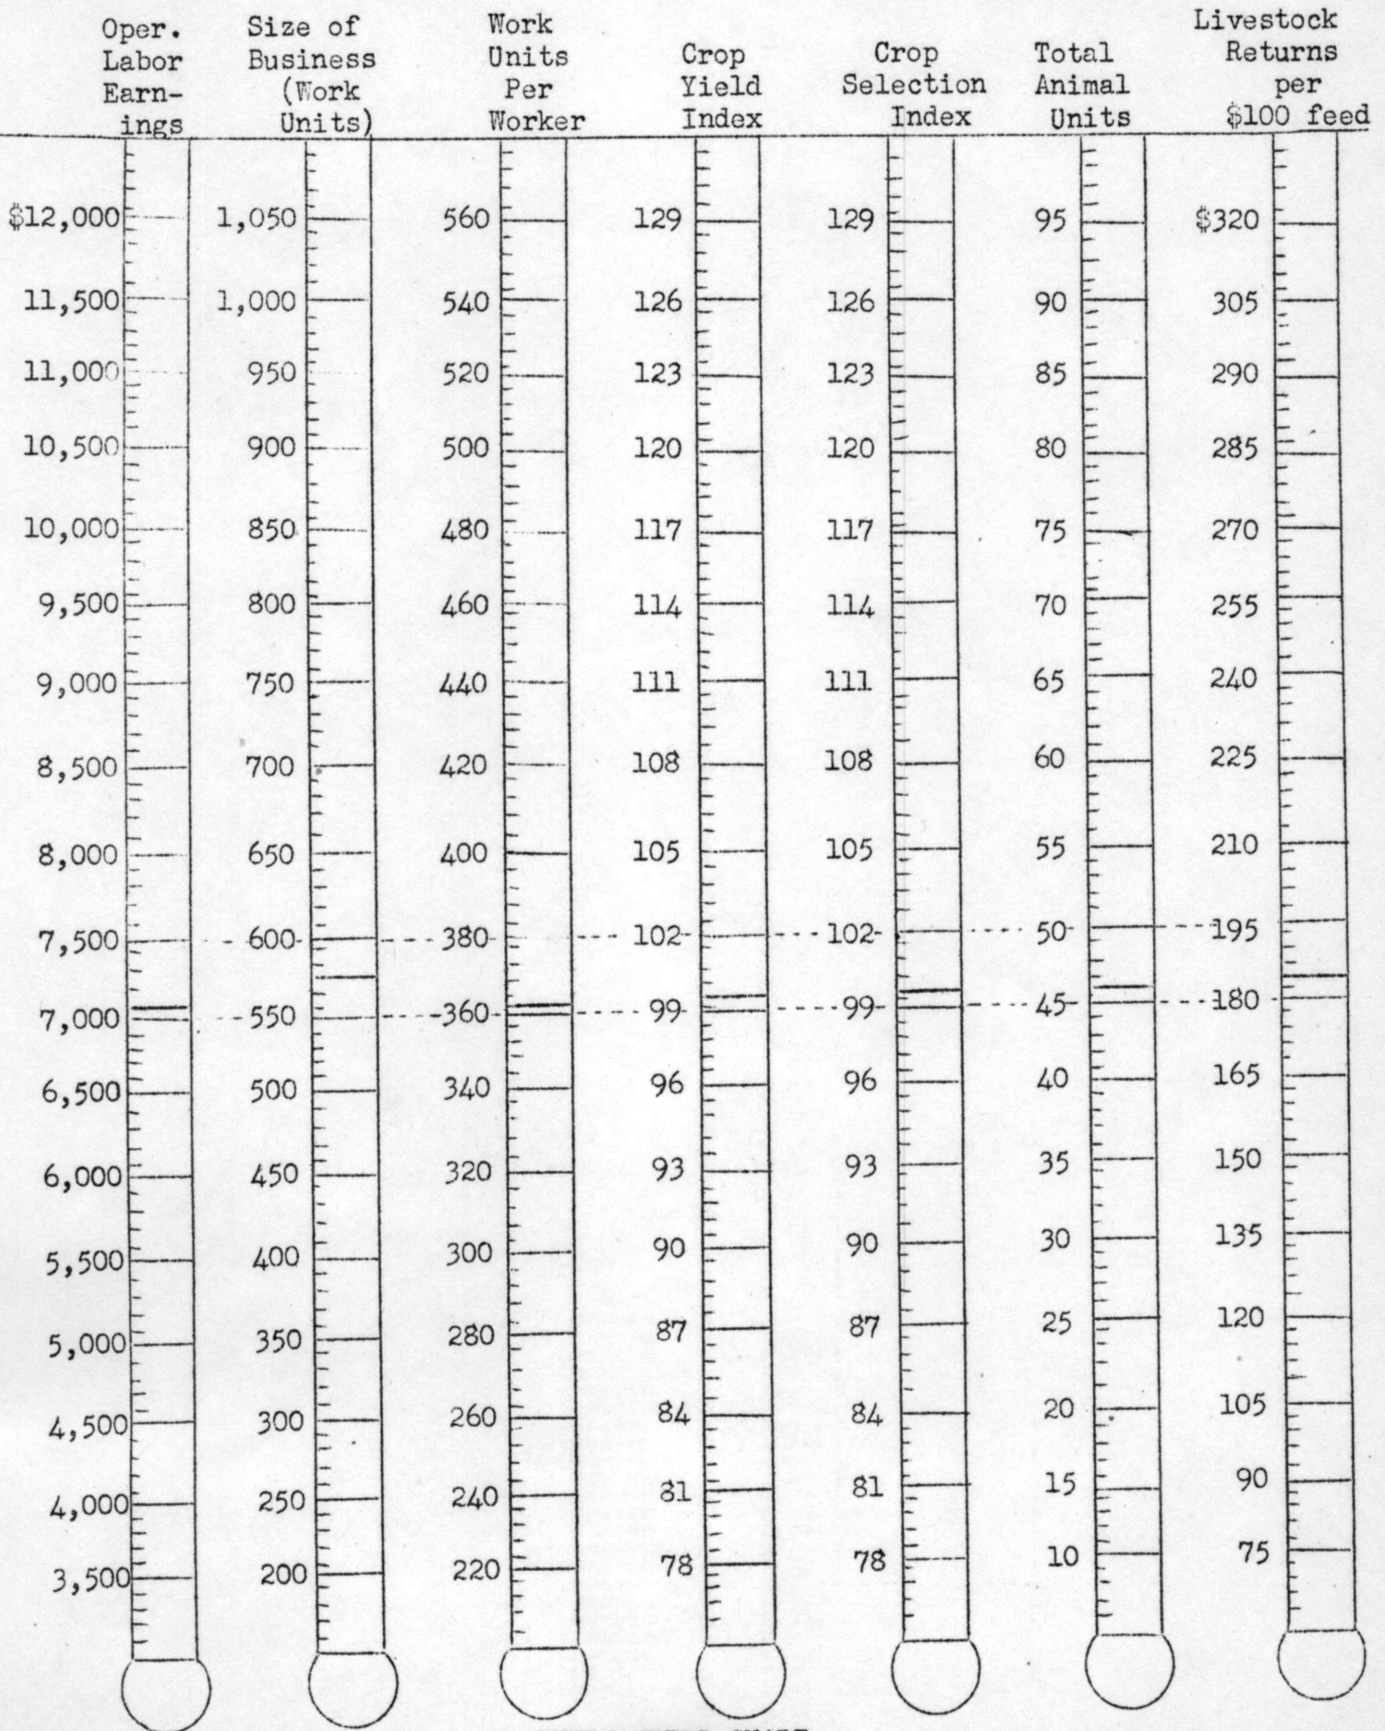 Oper. Labor Earn- ings
Size of Business (Work Units)
Work Units Per Worker
Crop Yield Index
Crop Selection Index
Total Animal Units
Livestock Returns per $100 feed
$12,000 1,050 560 129 129 95 $320
11,500 1,000 540 126 126 90 305
11,000 950 520 123 123 85 290
10,500 900 500 120 120 80 285
10,000 850 480 117 117 75 270
9,500 800 460 114 114 70 255
9,000 750 440 111 111 65 240
8,500 700 420 108 108 60 225
8,000 650 400 105 105 55 210
7,500 600 380 102 102 50 195
7,000 550 360 99 99 45 180
6,500 500 340 96 96 40 165
6,000 450 320 93 93 35 150
5,500 400 300 90 90 30 135
5,000 350 280 87 87 25 120
4,500 300 260 84 84 20 105
4,000 250 240 81 81 15 90
3,500 200 220 78 78 10 75